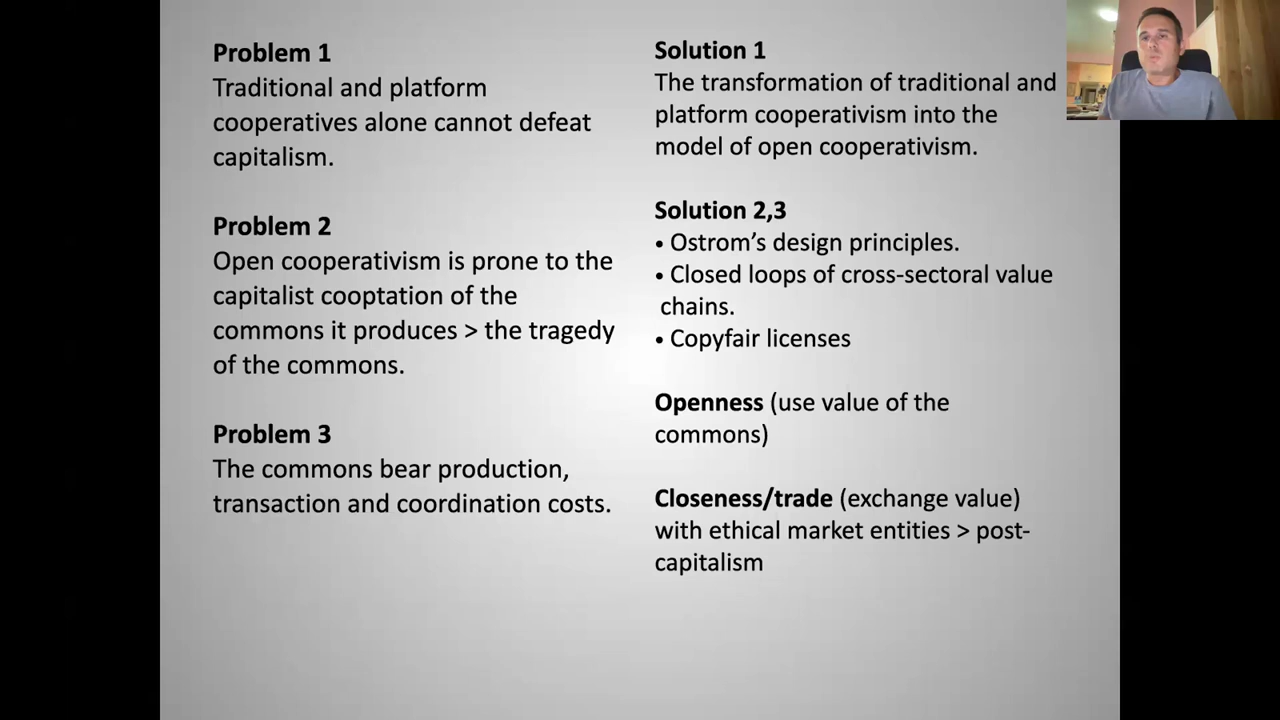 Problem 1
Traditional and platform
cooperatives alone cannot defeat
capitalism.
Problem 2
Open cooperativism is prone to the
capitalist cooptation of the
commons it produces > the tragedy
of the commons.
Problem 3
The commons bear production,
transaction and coordination costs.
Solution 1
The transformation of traditional and
platform cooperativism into the
model of open cooperativism.
Solution 2,3
• Ostrom’s design principles.
• Closed loops of cross-sectoral value
chains.
• Copyfair licenses
Openness (use value of the
commons)
Closeness/trade (exchange value)
with ethical market entities > post-
capitalism